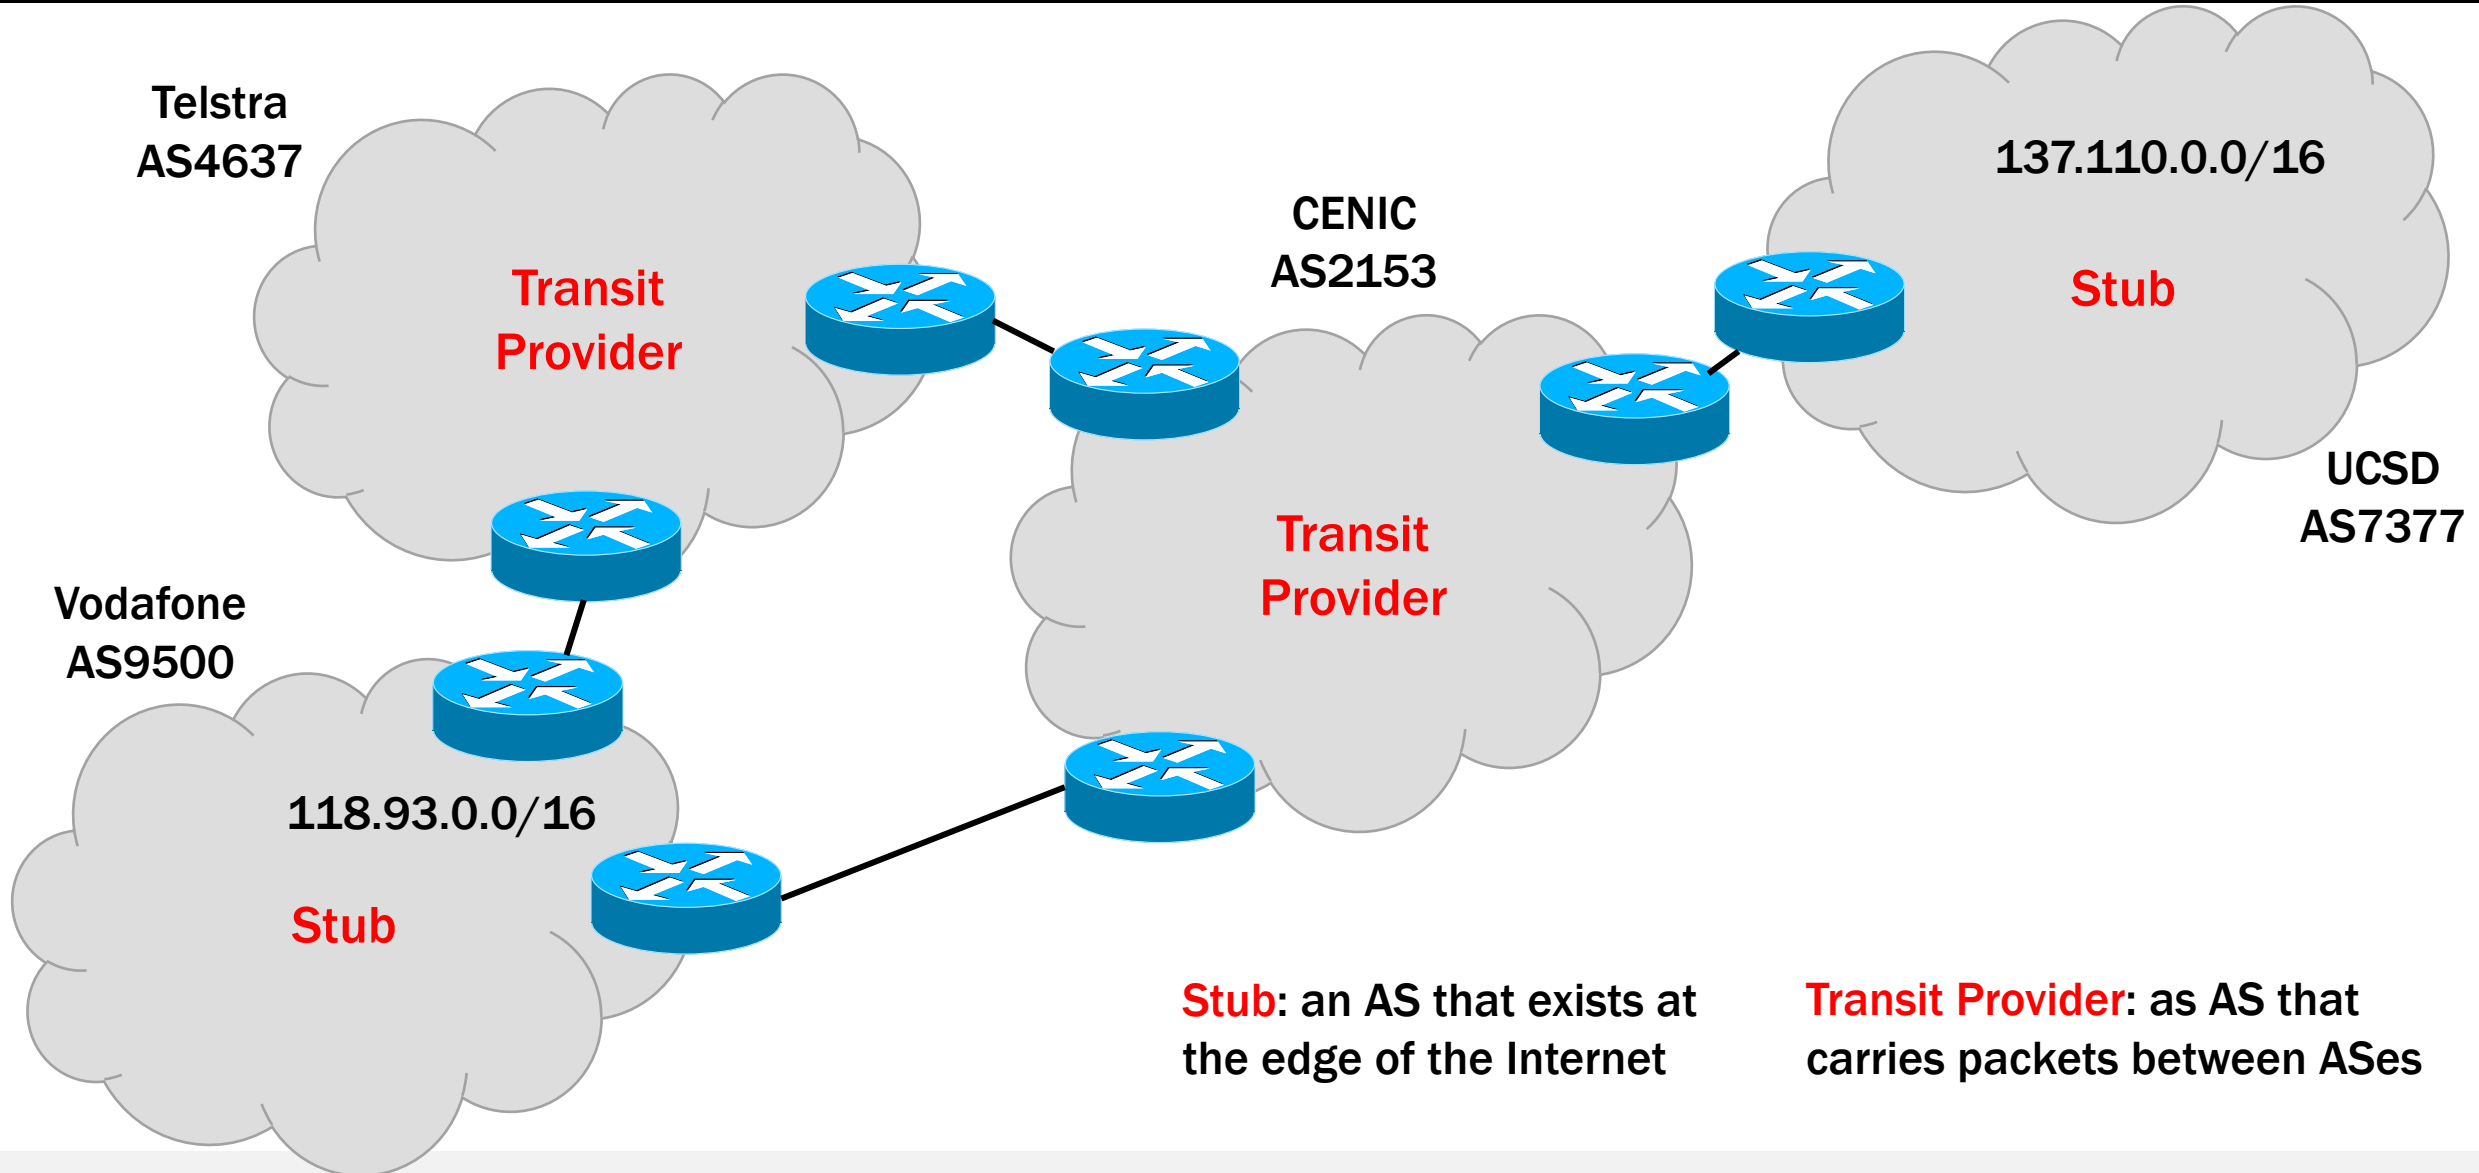 Telstra
AS4637
Transit
Provider
CENIC
AS2153
137.110.0.0/16
Stub
UCSD
AS7377
Transit
Provider
Vodafone
AS9500
118.93.0.0/16
Stub
Stub: an AS that exists at
the edge of the Internet
Transit Provider: as AS that
carries packets between ASes